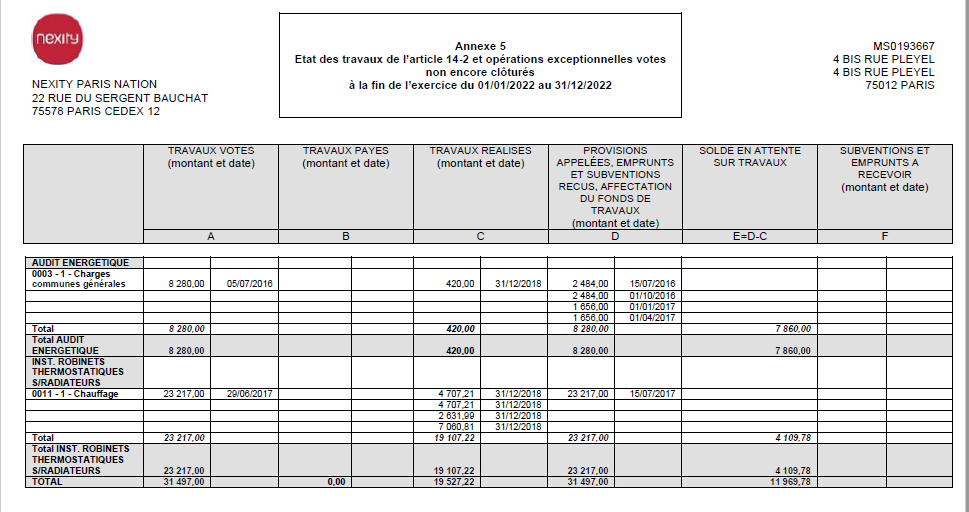 nexity
NEXITY PARIS NATION
22 RUE DU SERGENT BAUCHAT
75578 PARIS CEDEX 12
Annexe 5
Etat des travaux de l'article 14-2 et opérations exceptionnelles votes
non encore clôturés
à la fin de l'exercice du 01/01/2022 au 31/12/2022
MS0193667
4 BIS RUE PLEYEL
4 BIS RUE PLEYEL
75012 PARIS
TRAVAUX VOTES
(montant et date)
TRAVAUX PAYES
(montant et date)
TRAVAUX REALISES
(montant et date)
PROVISIONS
APPELÉES, EMPRUNTS
ET SUBVENTIONS
RECUS, AFFECTATION
DU FONDS DE
TRAVAUX
(montant et date)
SOLDE EN ATTENTE
SUR TRAVAUX
SUBVENTIONS ET
EMPRUNTS A
RECEVOIR
(montant et date)
A B C D E=D-C F
AUDIT ENERGETIQUE
0003 - 1 - Charges
communes générales 8 280,00 05/07/2016 420,00 31/12/2018 2 484,00 15/07/2016
2 484,00 01/10/2016
1 656,00 01/01/2017
1 656,00 01/04/2017
Total 8 280,00 420,00 8 280,00 7 860,00
Total AUDIT
ENERGETIQUE 8 280,00 420,00 8 280,00 7 860,00
INST. ROBINETS
THERMOSTATIQUES
S/RADIATEURS
0011 - 1 - Chauffage 23 217,00 29/06/2017 4 707,21 31/12/2018 23 217,00 15/07/2017
4 707,21 31/12/2018
2 631,99 31/12/2018
7 060,81 31/12/2018
Total 23 217,00 19 107,22 23 217,00 4 109,78
Total INST. ROBINETS
THERMOSTATIQUES
S/RADIATEURS 23 217,00 19 107,22 23 217,00 4 109,78
TOTAL 31 497,00 0,00 19 527,22 31 497,00 11 969,78